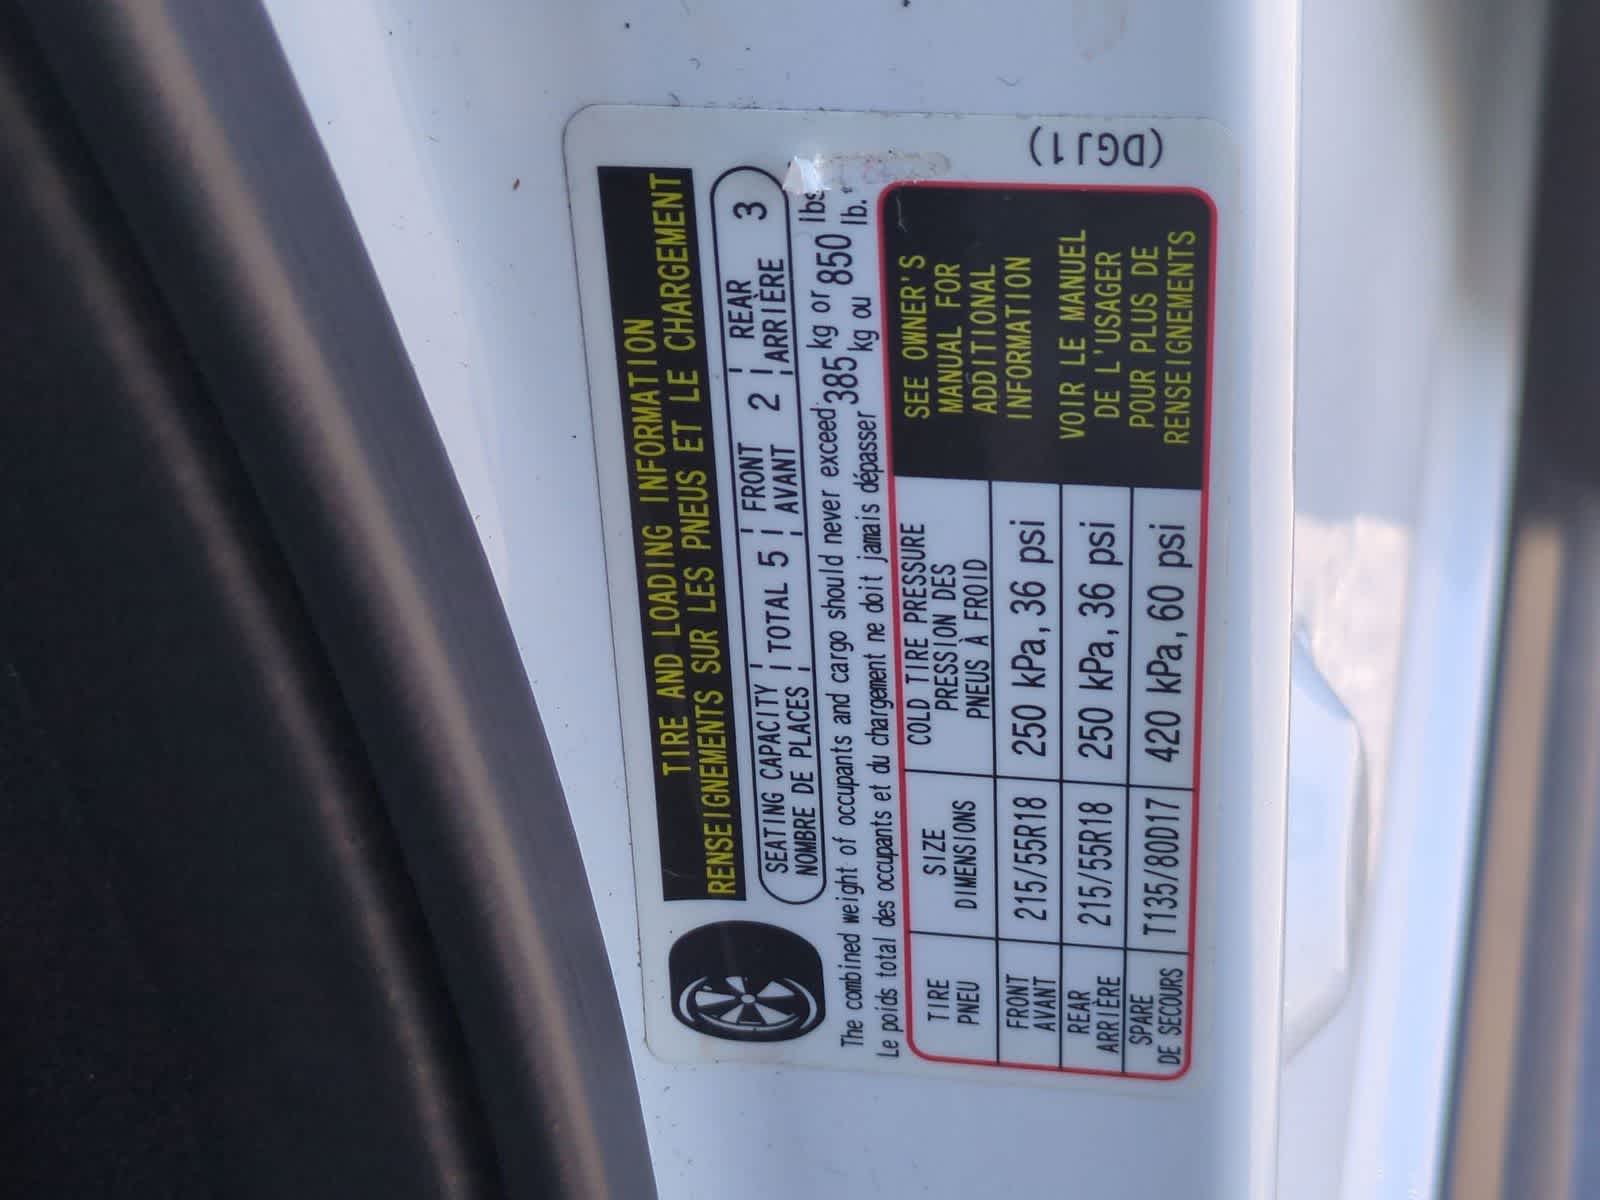 TIRE AND LOADING INFORMATION
RENSEIGNEMENTS SUR LES PNEUS ET LE CHARGEMENT
SEATING CAPACITY TOTAL 5 FRONT 2 REAR 3
NOMBRE DE PLACES AVANT ARRIÈRE
The combined weight of occupants and cargo should never exceed 385 kg or 850 lbs
Le poids total des occupants et du chargement ne doit jamais dépasser kg ou lb.
TIRE SIZE COLD TIRE PRESSURE
PNEU DIMENSIONS PRESSION DES
PNEUS À FROID
FRONT 215/55R18 250 kPa, 36 psi
AVANT
REAR 215/55R18 250 kPa, 36 psi
ARRIÈRE
SPARE T135/80D17 420 kPa, 60 psi
DE SECOURS
SEE OWNER'S
MANUAL FOR
ADDITIONAL
INFORMATION
VOIR LE MANUEL
DE L'USAGER
POUR PLUS DE
RENSEIGNEMENTS
(DGJ1)